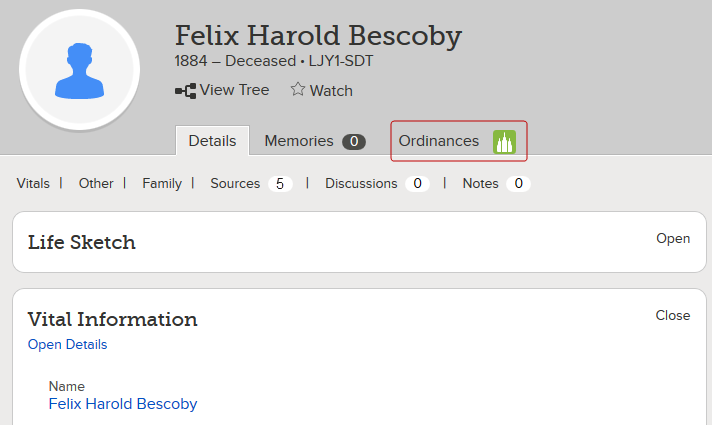 Felix Harold Bescoby
1884 – Deceased • LJY1-SDT
View Tree Watch
Details Memories 0 Ordinances
Vitals | Other | Family | Sources 5 | Discussions 0 | Notes 0
Life Sketch Open
Vital Information Close
Open Details
Name
Felix Harold Bescoby